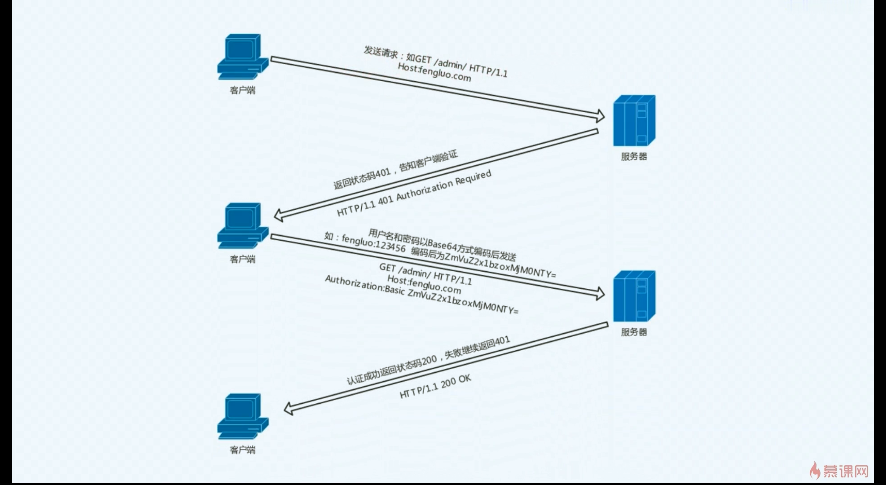 发送请求：如GET /admin/ HTTP/1.1
Host:fengluo.com
客户端
服务器
返回状态码401，告知客户端验证
HTTP/1.1 401 Authorization Required
客户端
用户名和密码以Base64方式编码后发送
如：fengluo:123456 编码后为ZmVuZ2x1bzoxMjM0NTY=
GET /admin/ HTTP/1.1
Host:fengluo.com
Authorization:Basic ZmVuZ2x1bzoxMjM0NTY=
服务器
认证成功返回状态码200，失败继续返回401
HTTP/1.1 200 OK
客户端
慕课网